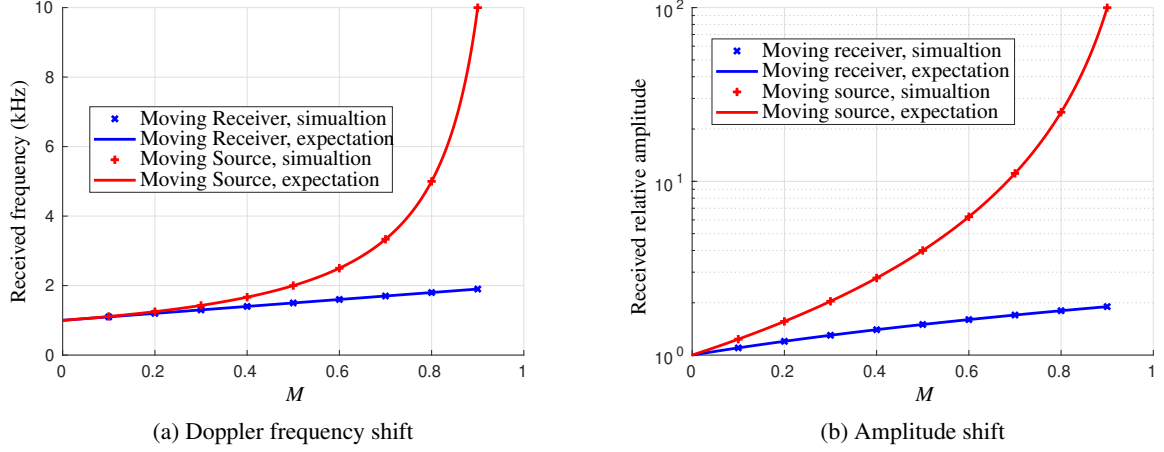 10
8
6
4
2
0
Received frequency (kHz)
Moving Receiver, simualtion
Moving Receiver, expectation
Moving Source, simualtion
Moving Source, expectation
0 0.2 0.4 0.6 0.8 1
M
(a) Doppler frequency shift
10^2
10^1
10^0
Received relative amplitude
Moving receiver, simualtion
Moving receiver, expectation
Moving source, simualtion
Moving source, expectation
0 0.2 0.4 0.6 0.8 1
M
(b) Amplitude shift